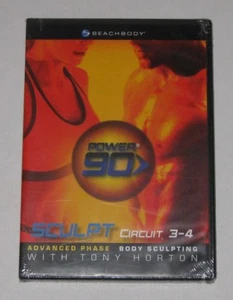 BEACHBODY
POWER
90
SCULPT CIRCUIT 3-4
ADVANCED PHASE BODY SCULPTING
WITH TONY HORTON